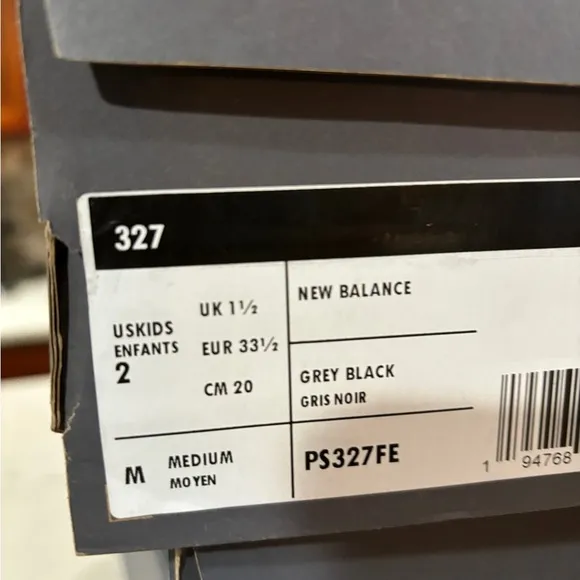 327
USKIDS
ENFANTS
2
UK 1½
EUR 33½
CM 20
NEW BALANCE
GREY BLACK
GRIS NOIR
M
MEDIUM
MOYEN
PS327FE
1 94768